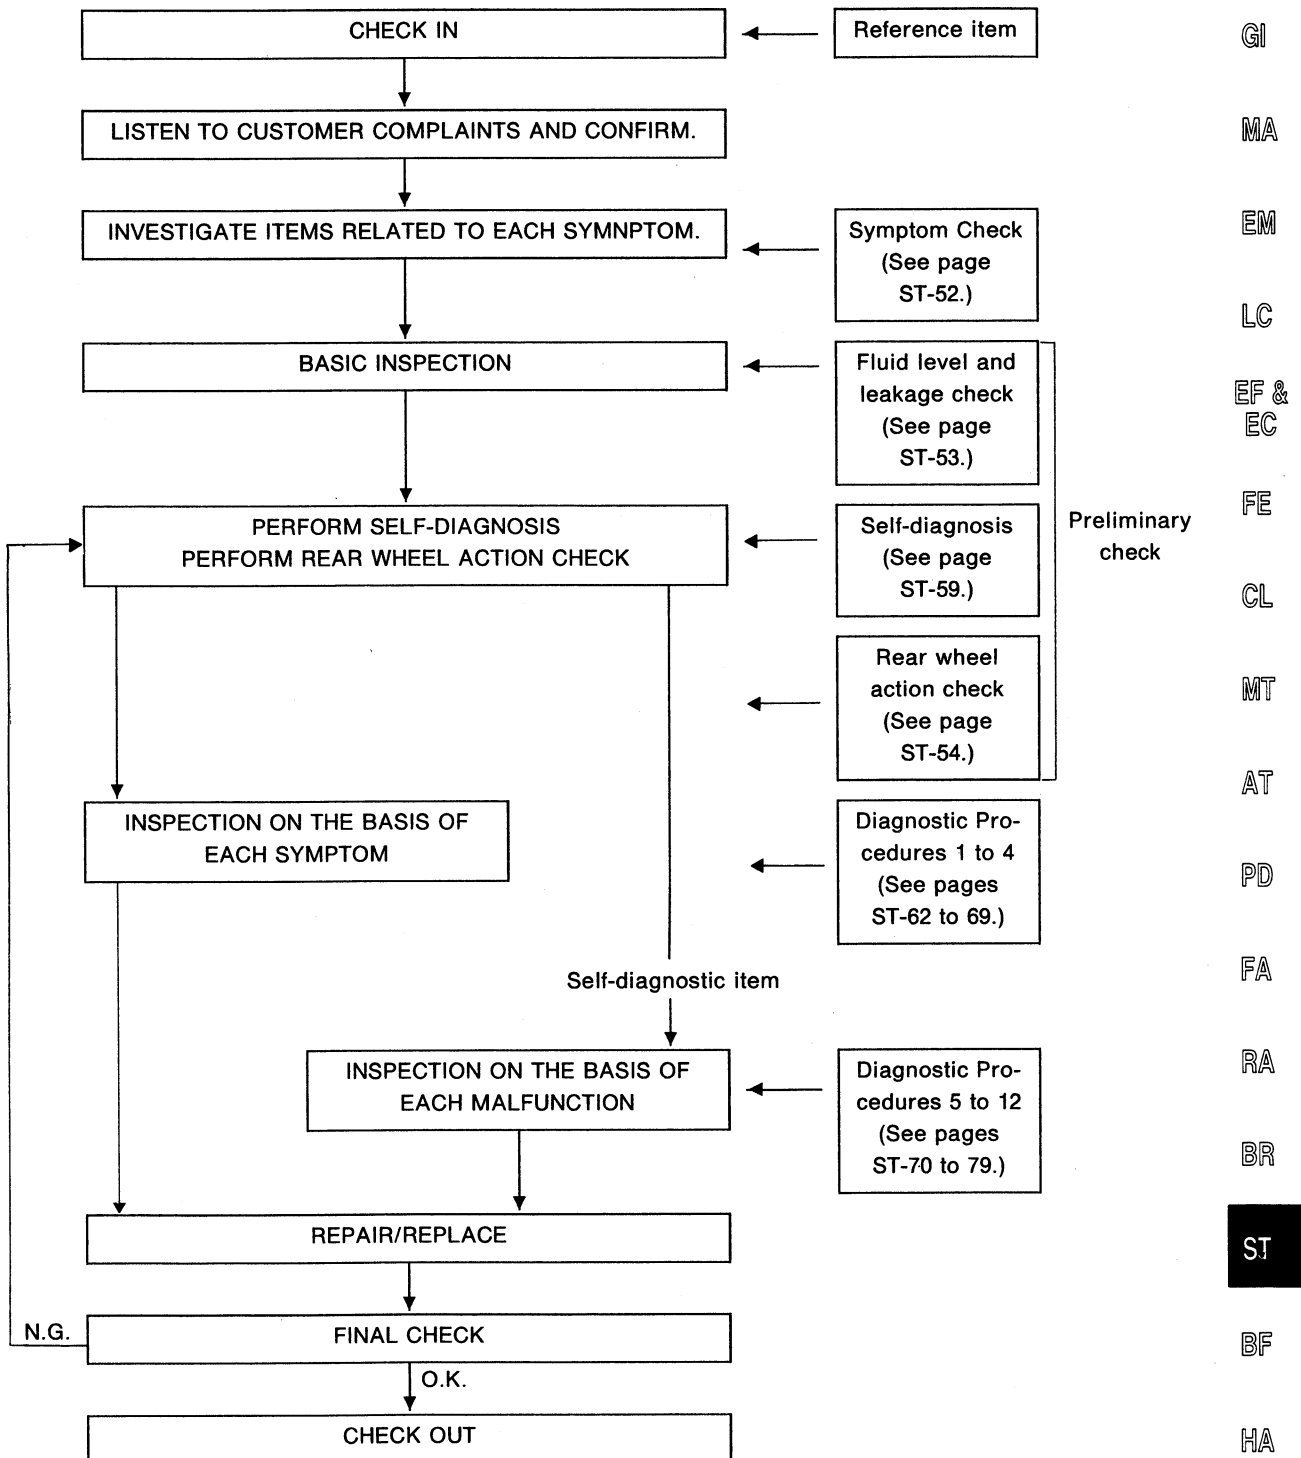 CHECK IN
Reference item
LISTEN TO CUSTOMER COMPLAINTS AND CONFIRM.
INVESTIGATE ITEMS RELATED TO EACH SYMNPTOM.
Symptom Check
(See page
ST-52.)
BASIC INSPECTION
Fluid level and
leakage check
(See page
ST-53.)
PERFORM SELF-DIAGNOSIS
PERFORM REAR WHEEL ACTION CHECK
Self-diagnosis
(See page
ST-59.)
Preliminary
check
Rear wheel
action check
(See page
ST-54.)
INSPECTION ON THE BASIS OF
EACH SYMPTOM
Diagnostic Pro-
cedures 1 to 4
(See pages
ST-62 to 69.)
Self-diagnostic item
INSPECTION ON THE BASIS OF
EACH MALFUNCTION
Diagnostic Pro-
cedures 5 to 12
(See pages
ST-70 to 79.)
REPAIR/REPLACE
N.G.
FINAL CHECK
O.K.
CHECK OUT
GI
MA
EM
LC
EF &
EC
FE
CL
MT
AT
PD
FA
RA
BR
ST
BF
HA